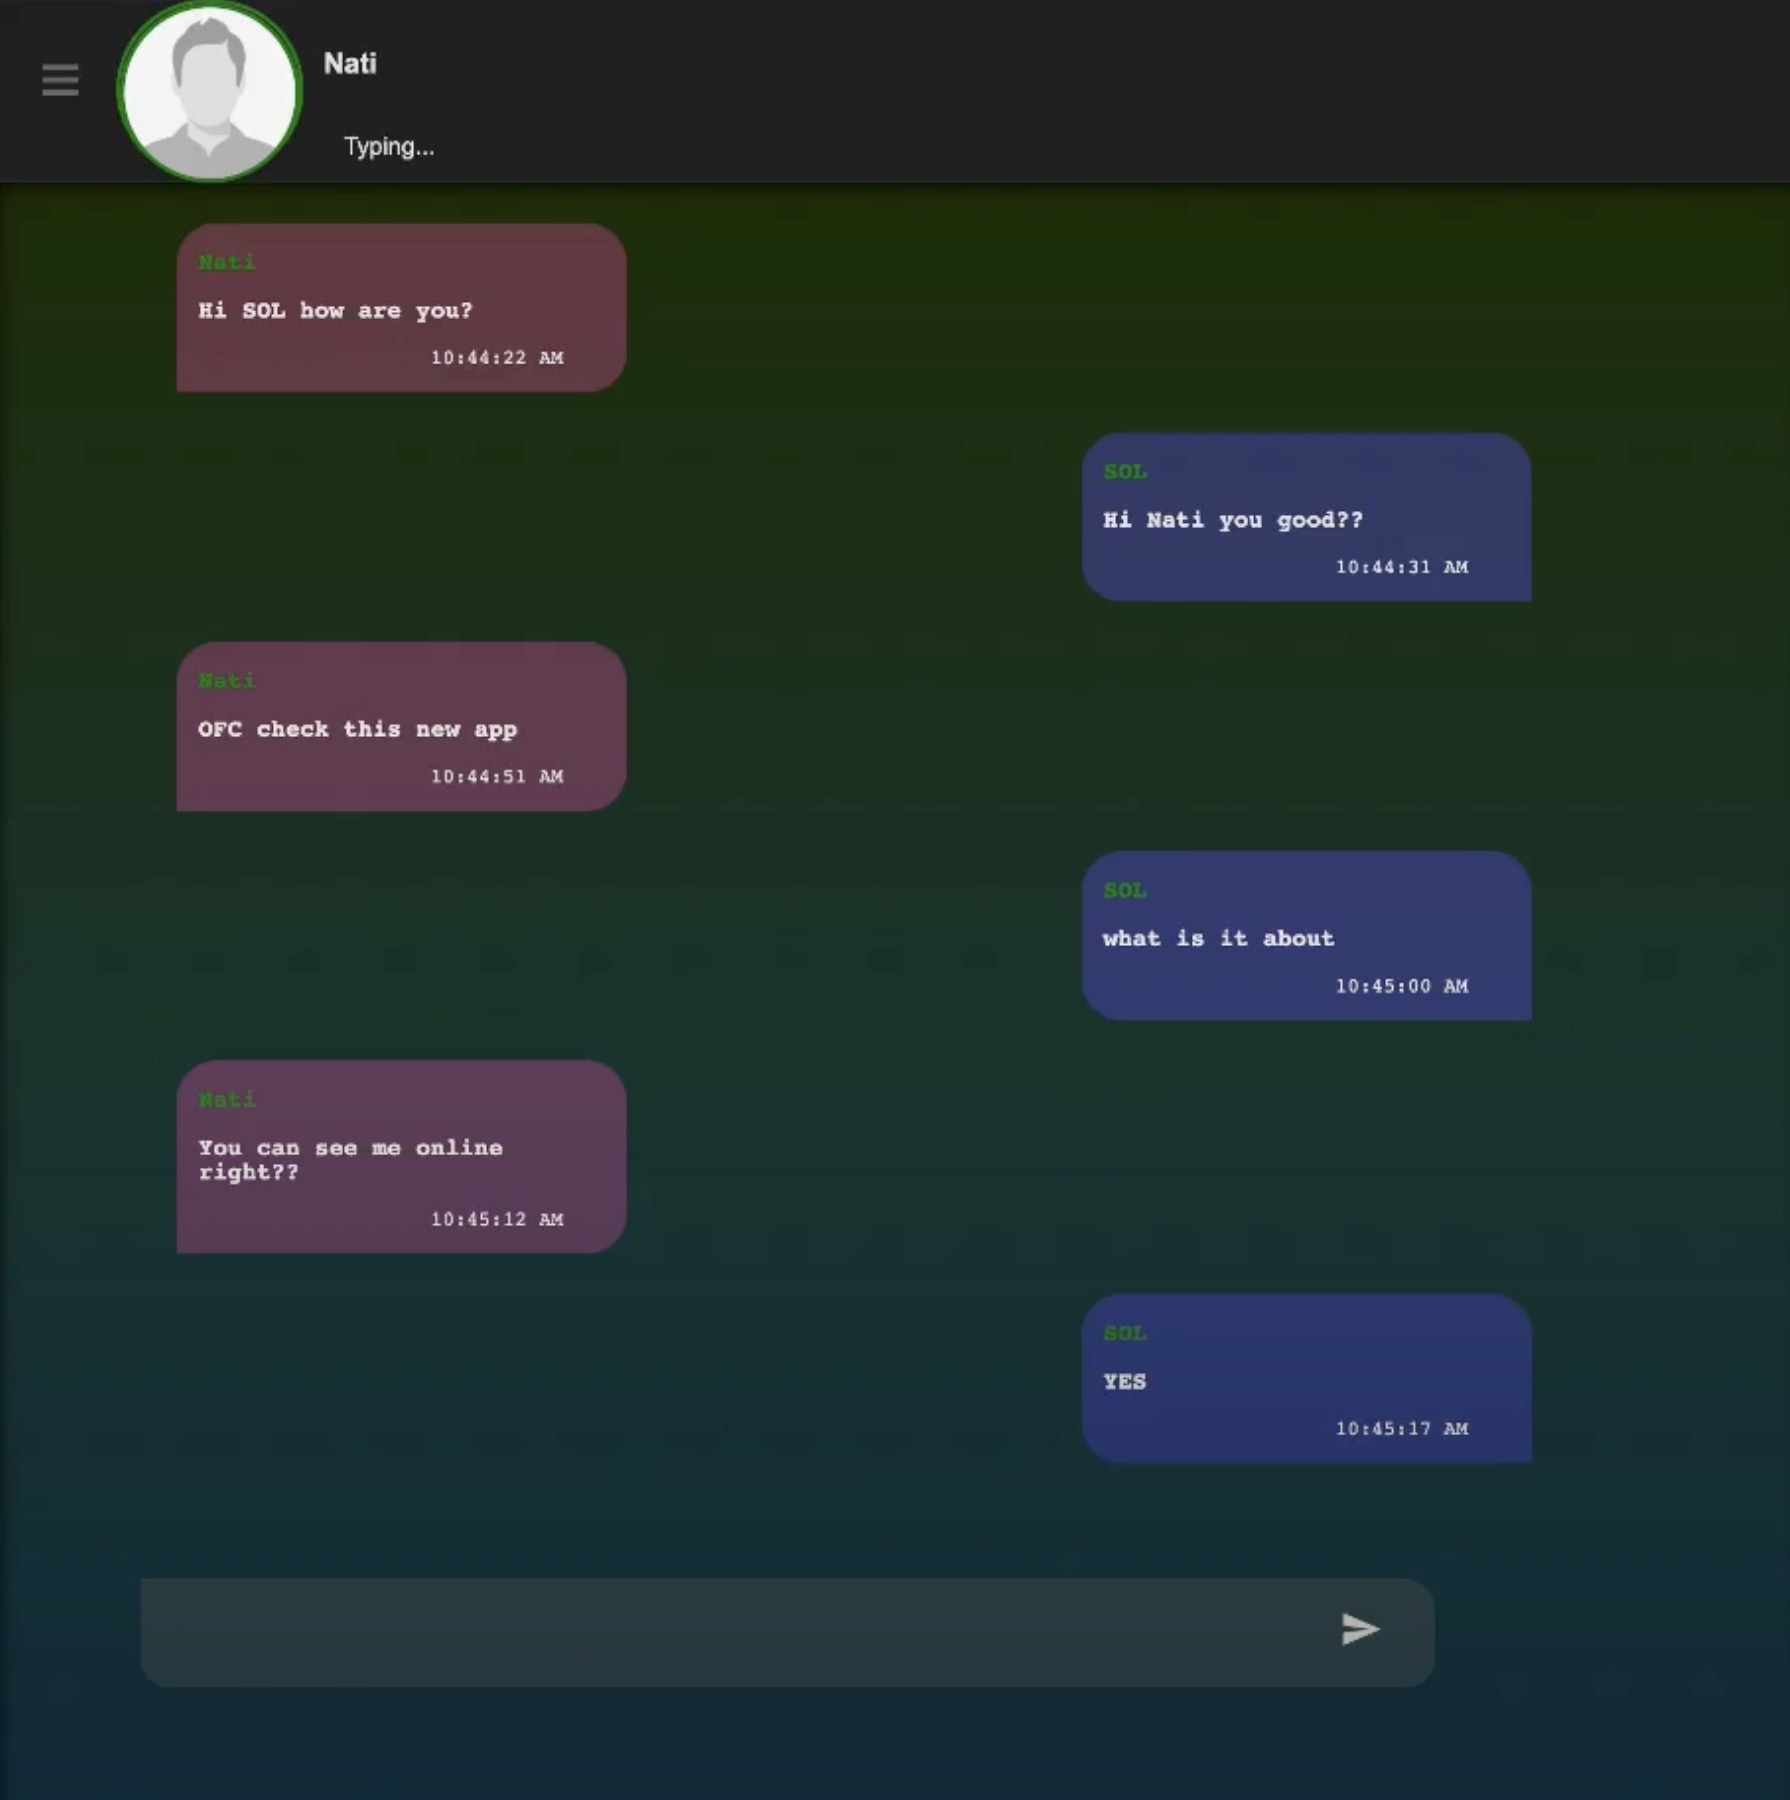 Nati
Typing...
Nati
Hi SOL how are you?
10:44:22 AM
SOL
Hi Nati you good??
10:44:31 AM
Nati
OFC check this new app
10:44:51 AM
SOL
what is it about
10:45:00 AM
Nati
You can see me online
right??
10:45:12 AM
SOL
YES
10:45:17 AM